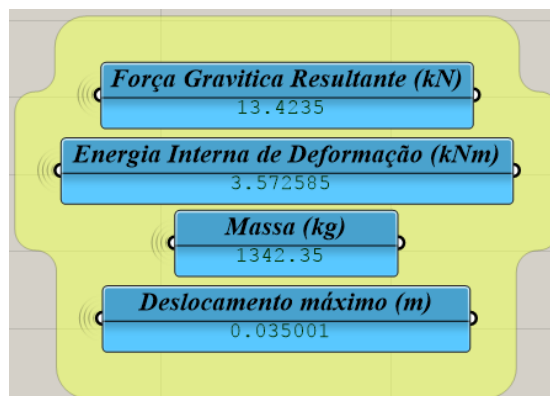 Força Gravitica Resultante (kN)
13.4235
Energia Interna de Deformação (kNm)
3.572585
Massa (kg)
1342.35
Deslocamento máximo (m)
0.035001